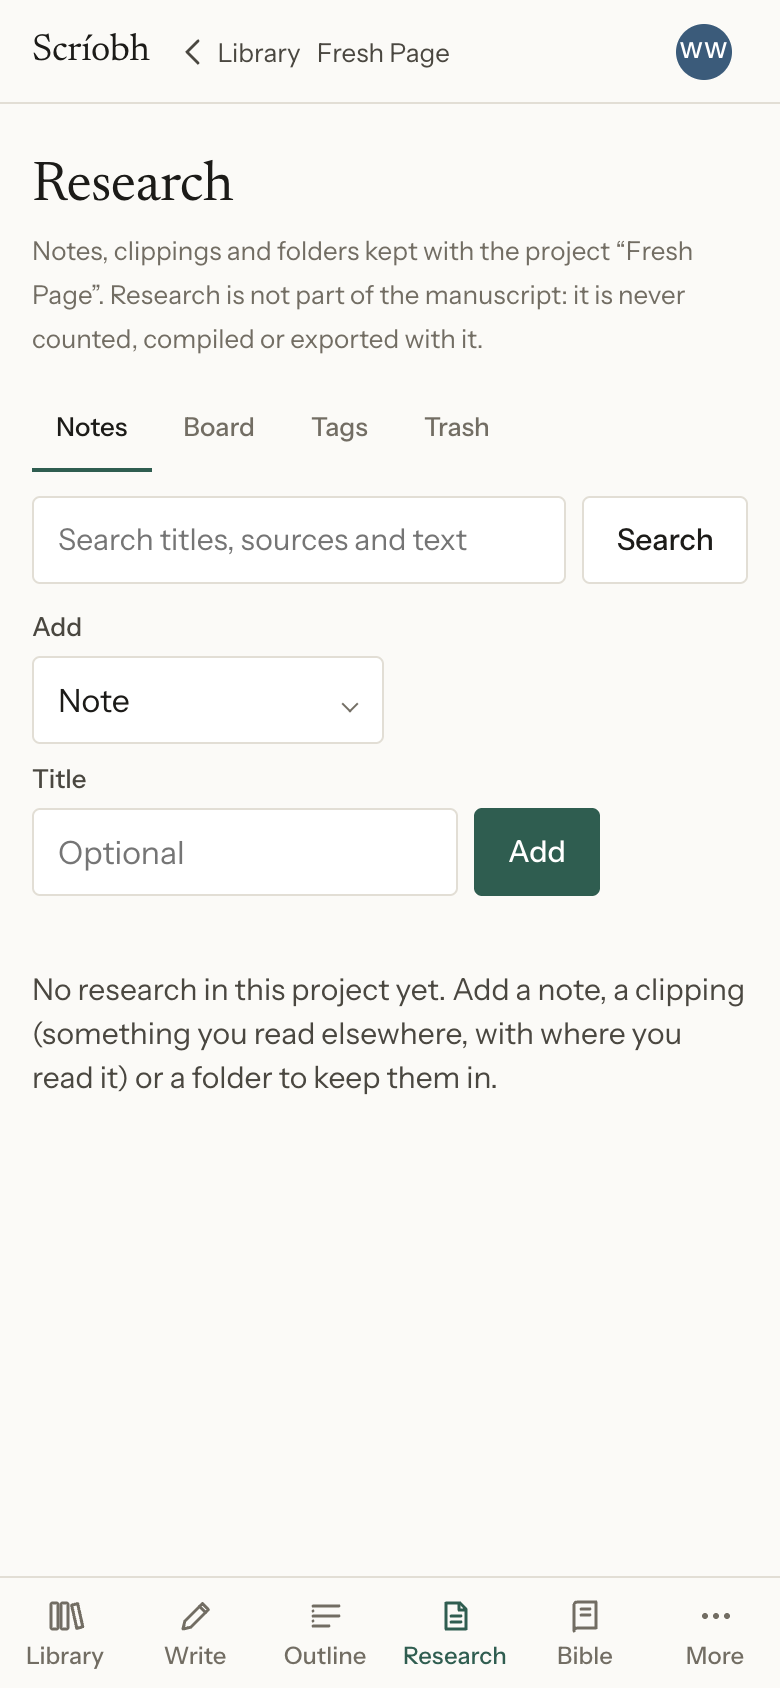 Scríobh
Library Fresh Page
WW
Research
Notes, clippings and folders kept with the project “Fresh
Page”. Research is not part of the manuscript: it is never
counted, compiled or exported with it.
Notes Board Tags Trash
Search titles, sources and text
Search
Add
Note
Title
Optional
Add
No research in this project yet. Add a note, a clipping
(something you read elsewhere, with where you
read it) or a folder to keep them in.
Library Write Outline Research Bible More